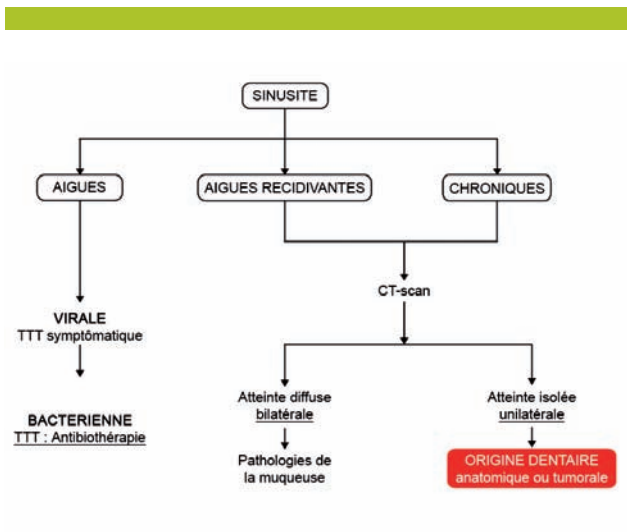 SINUSITE
AIGUES
AIGUES RECIDIVANTES
CHRONIQUES
CT-scan
VIRALE
TTT symptômatique
BACTERIENNE
TTT : Antibiothérapie
Atteinte diffuse
bilatérale
Pathologies de
la muqueuse
Atteinte isolée
unilatérale
ORIGINE DENTAIRE
anatomique ou tumorale